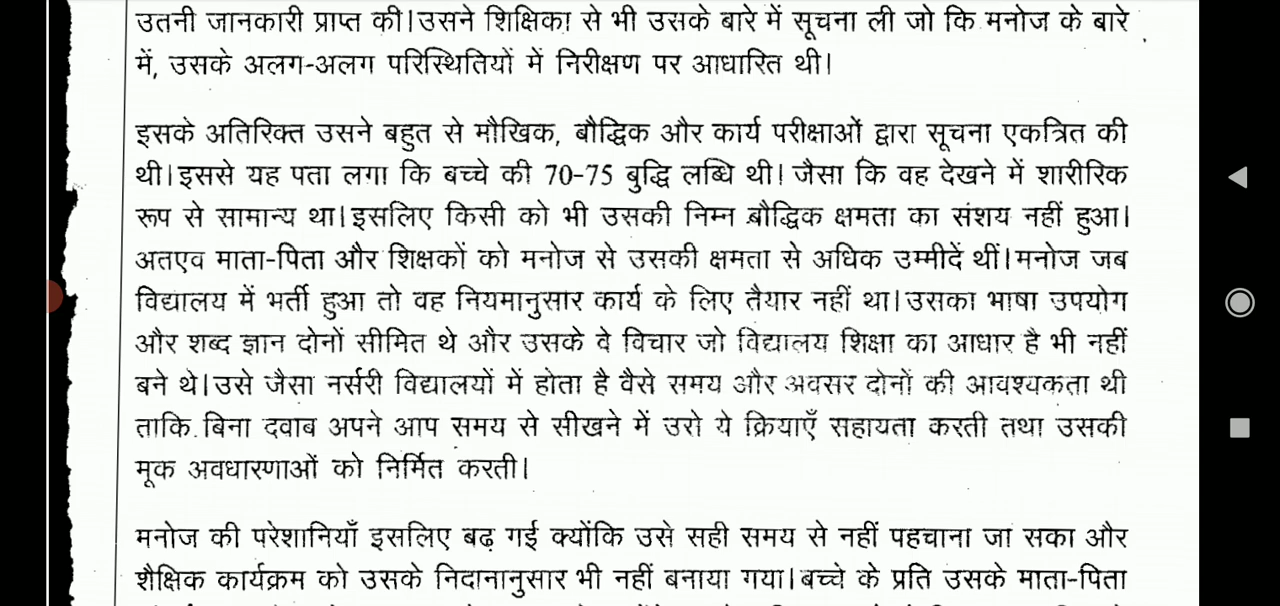 उतनी जानकारी प्राप्त की।उसने शिक्षिका से भी उसके बारे में सूचना ली जो कि मनोज के बारे
में, उसके अलग-अलग परिस्थितियों में निरीक्षण पर आधारित थी।
इसके अतिरिक्त उसने बहुत से मौखिक, बौद्धिक और कार्य परीक्षाओं द्वारा सूचना एकत्रित की
थी।इससे यह पता लगा कि बच्चे की 70-75 बुद्धि लब्धि थी। जैसा कि वह देखने में शारीरिक
रूप से सामान्य था।इसलिए किसी को भी उसकी निम्न बौद्धिक क्षमता का संशय नहीं हुआ।
अतएव माता-पिता और शिक्षकों को मनोज से उसकी क्षमता से अधिक उम्मीदें थीं।मनोज जब
विद्यालय में भर्ती हुआ तो वह नियमानुसार कार्य के लिए तैयार नहीं था।उसका भाषा उपयोग
और शब्द ज्ञान दोनों सीमित थे और उसके वे विचार जो विद्यालय शिक्षा का आधार है भी नहीं
बने थे।उसे जैसा नर्सरी विद्यालयों में होता है वैसे समय और अवसर दोनों की आवश्यकता थी
ताकि बिना दवाब अपने आप समय से सीखने में उसे ये क्रियाएँ सहायता करती तथा उसकी
मूक अवधारणाओं को निर्मित करती।
मनोज की परेशानियाँ इसलिए बढ़ गई क्योंकि उसे सही समय से नहीं पहचाना जा सका और
शैक्षिक कार्यक्रम को उसके निदानानुसार भी नहीं बनाया गया।बच्चे के प्रति उसके माता-पिता